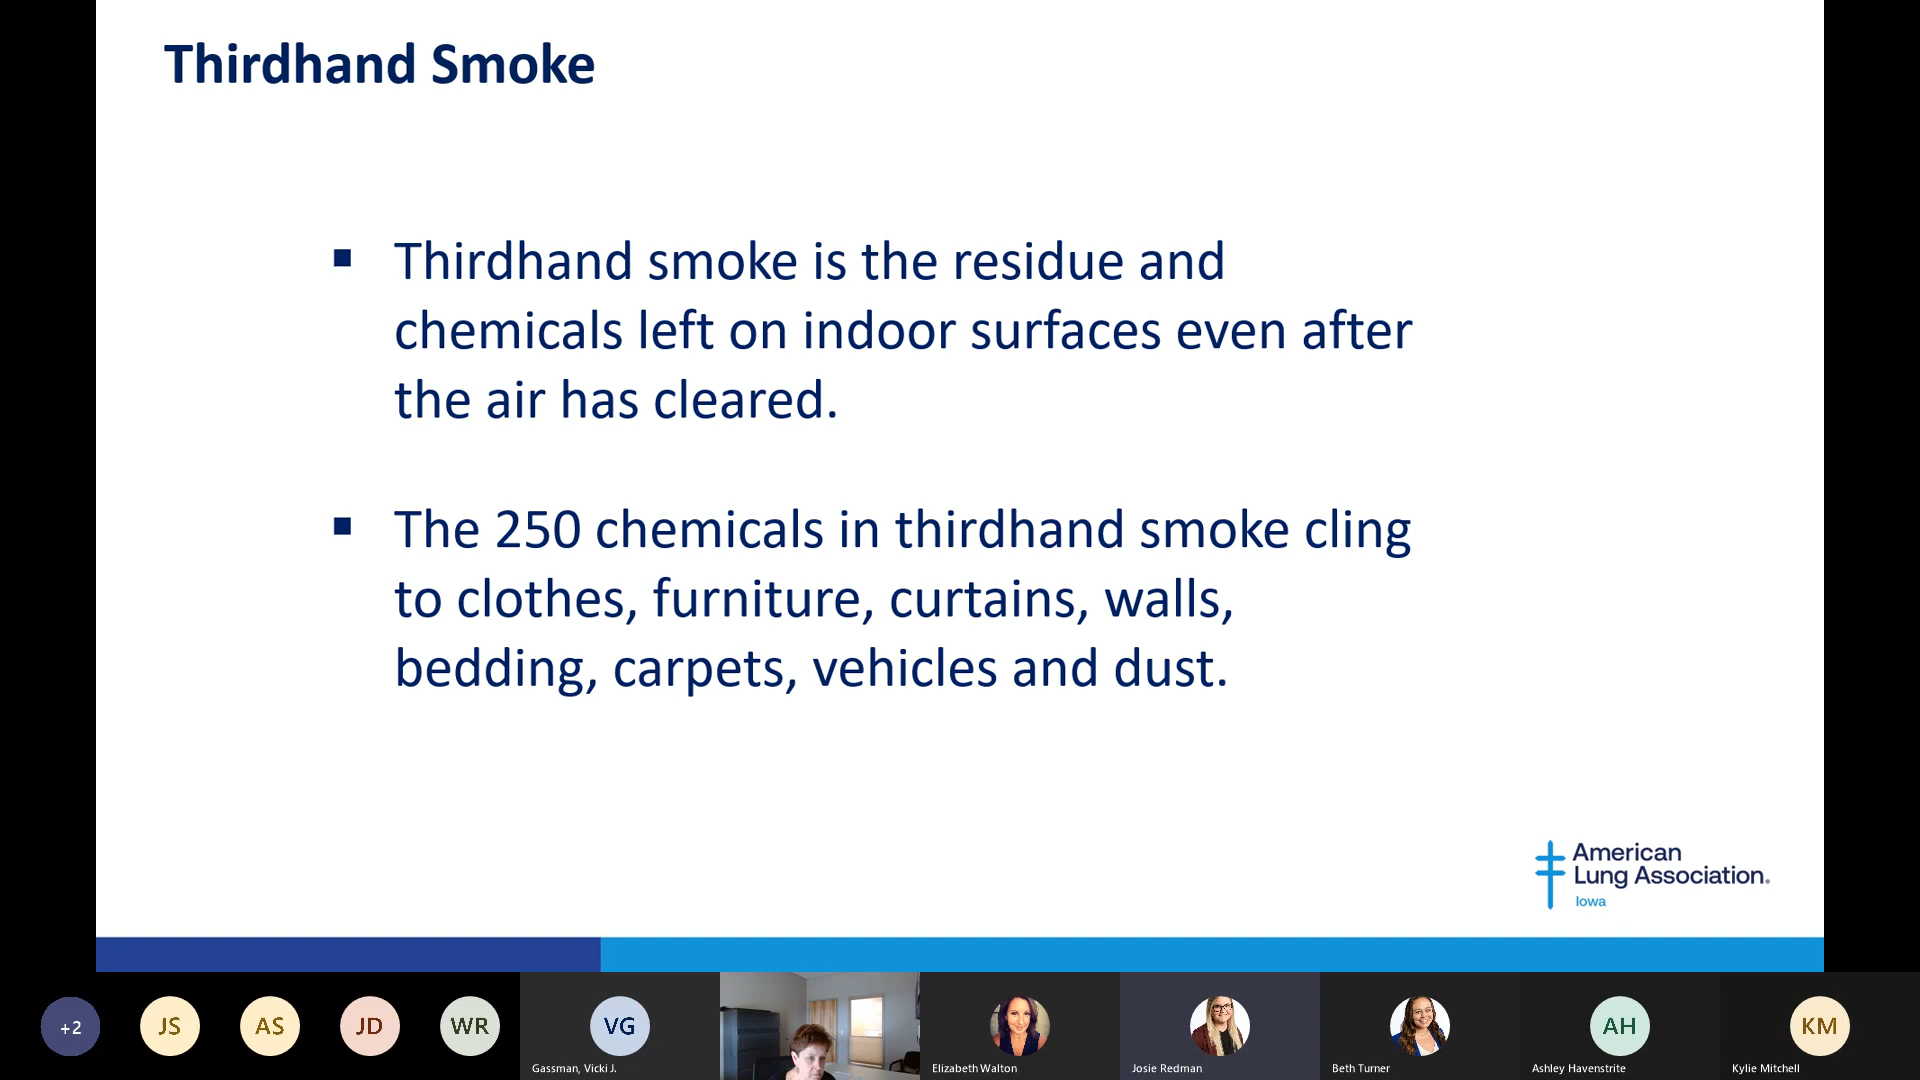 Thirdhand Smoke
▪ Thirdhand smoke is the residue and
chemicals left on indoor surfaces even after
the air has cleared.
▪ The 250 chemicals in thirdhand smoke cling
to clothes, furniture, curtains, walls,
bedding, carpets, vehicles and dust.
American
Lung Association.
Iowa
+2
JS
AS
JD
WR
VG
Gassman, Vicki J.
Elizabeth Walton
Josie Redman
Beth Turner
AH
Ashley Havenstrite
KM
Kylie Mitchell